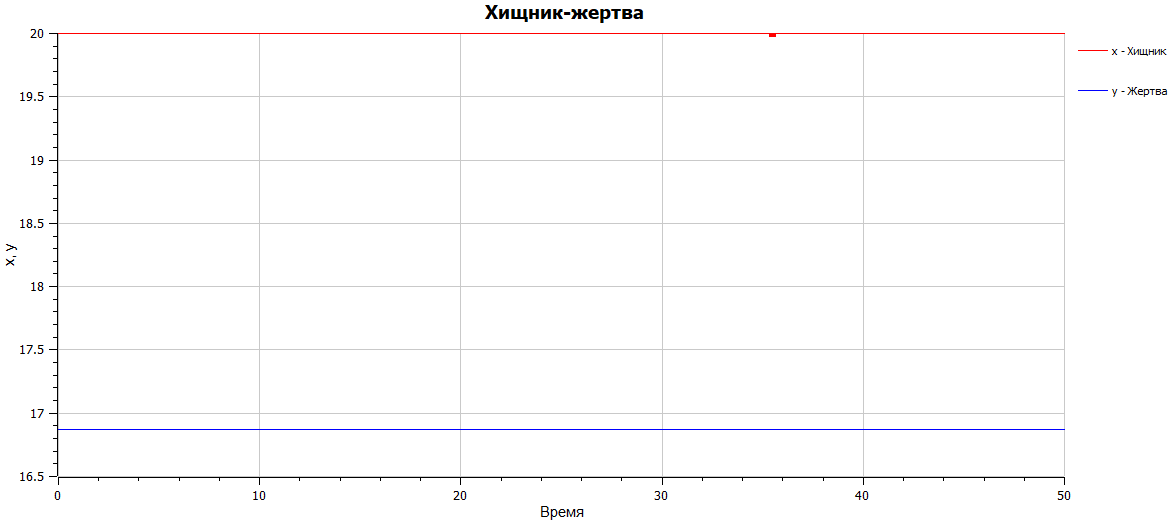 Хищник-жертва
20
19.5
19
18.5
18
17.5
17
16.5
x, y
0 10 20 30 40 50
Время
x - Хищник
y - Жертва